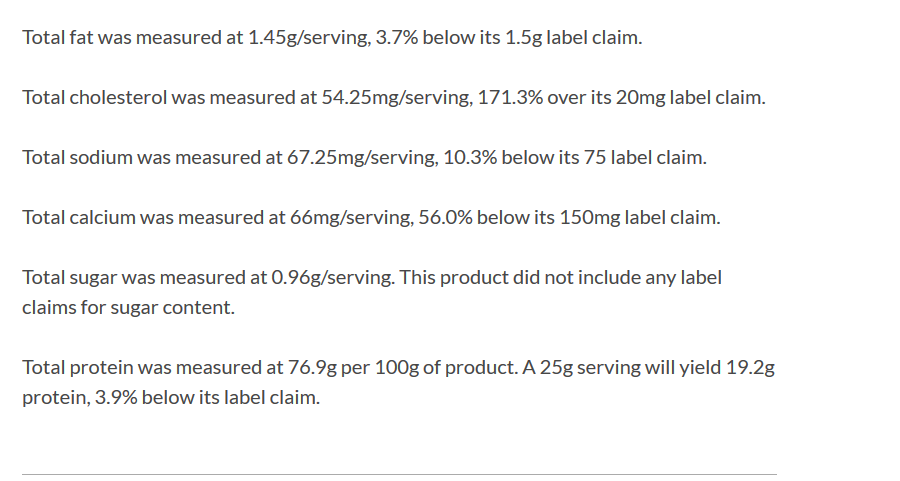 Total fat was measured at 1.45g/serving, 3.7% below its 1.5g label claim.
Total cholesterol was measured at 54.25mg/serving, 171.3% over its 20mg label claim.
Total sodium was measured at 67.25mg/serving, 10.3% below its 75 label claim.
Total calcium was measured at 66mg/serving, 56.0% below its 150mg label claim.
Total sugar was measured at 0.96g/serving. This product did not include any label
claims for sugar content.
Total protein was measured at 76.9g per 100g of product. A 25g serving will yield 19.2g
protein, 3.9% below its label claim.